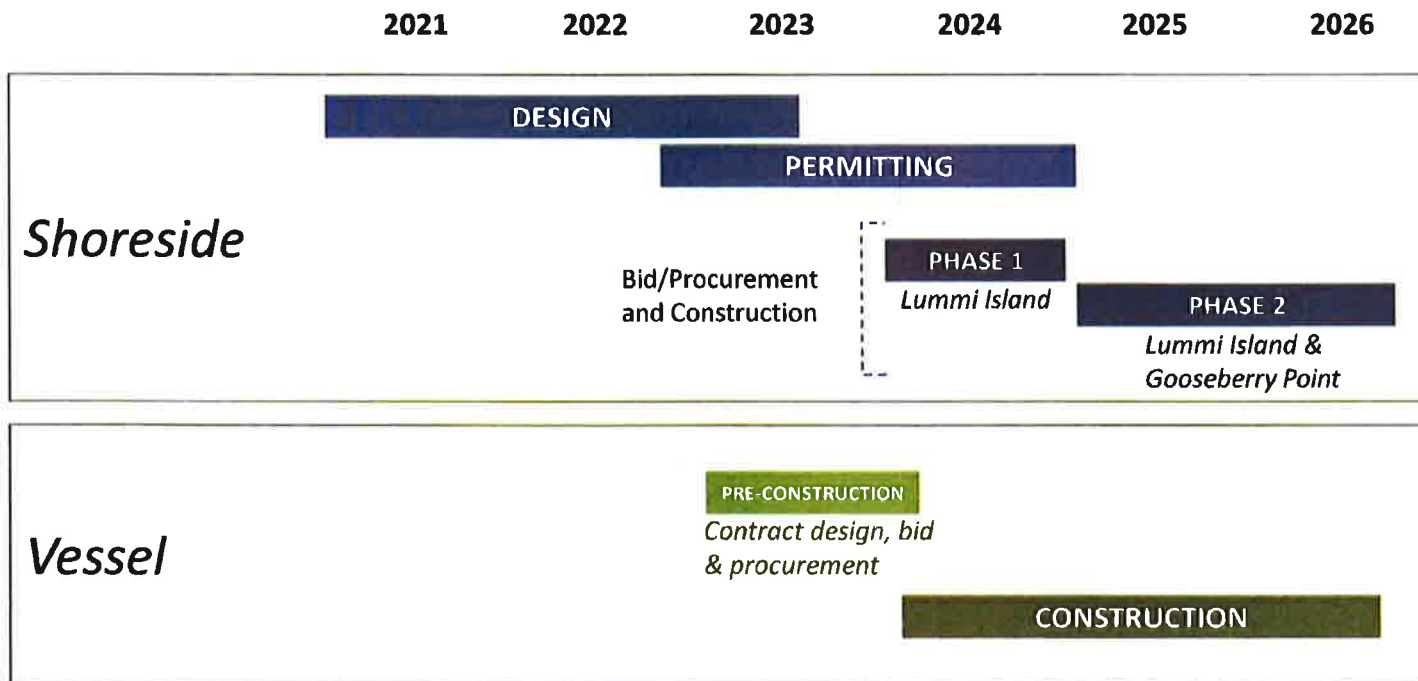 2021 2022 2023 2024 2025 2026
DESIGN
PERMITTING
Shoreside
Bid/Procurement
and Construction
PHASE 1
Lummi Island
PHASE 2
Lummi Island &
Gooseberry Point
Vessel
PRE-CONSTRUCTION
Contract design, bid
& procurement
CONSTRUCTION